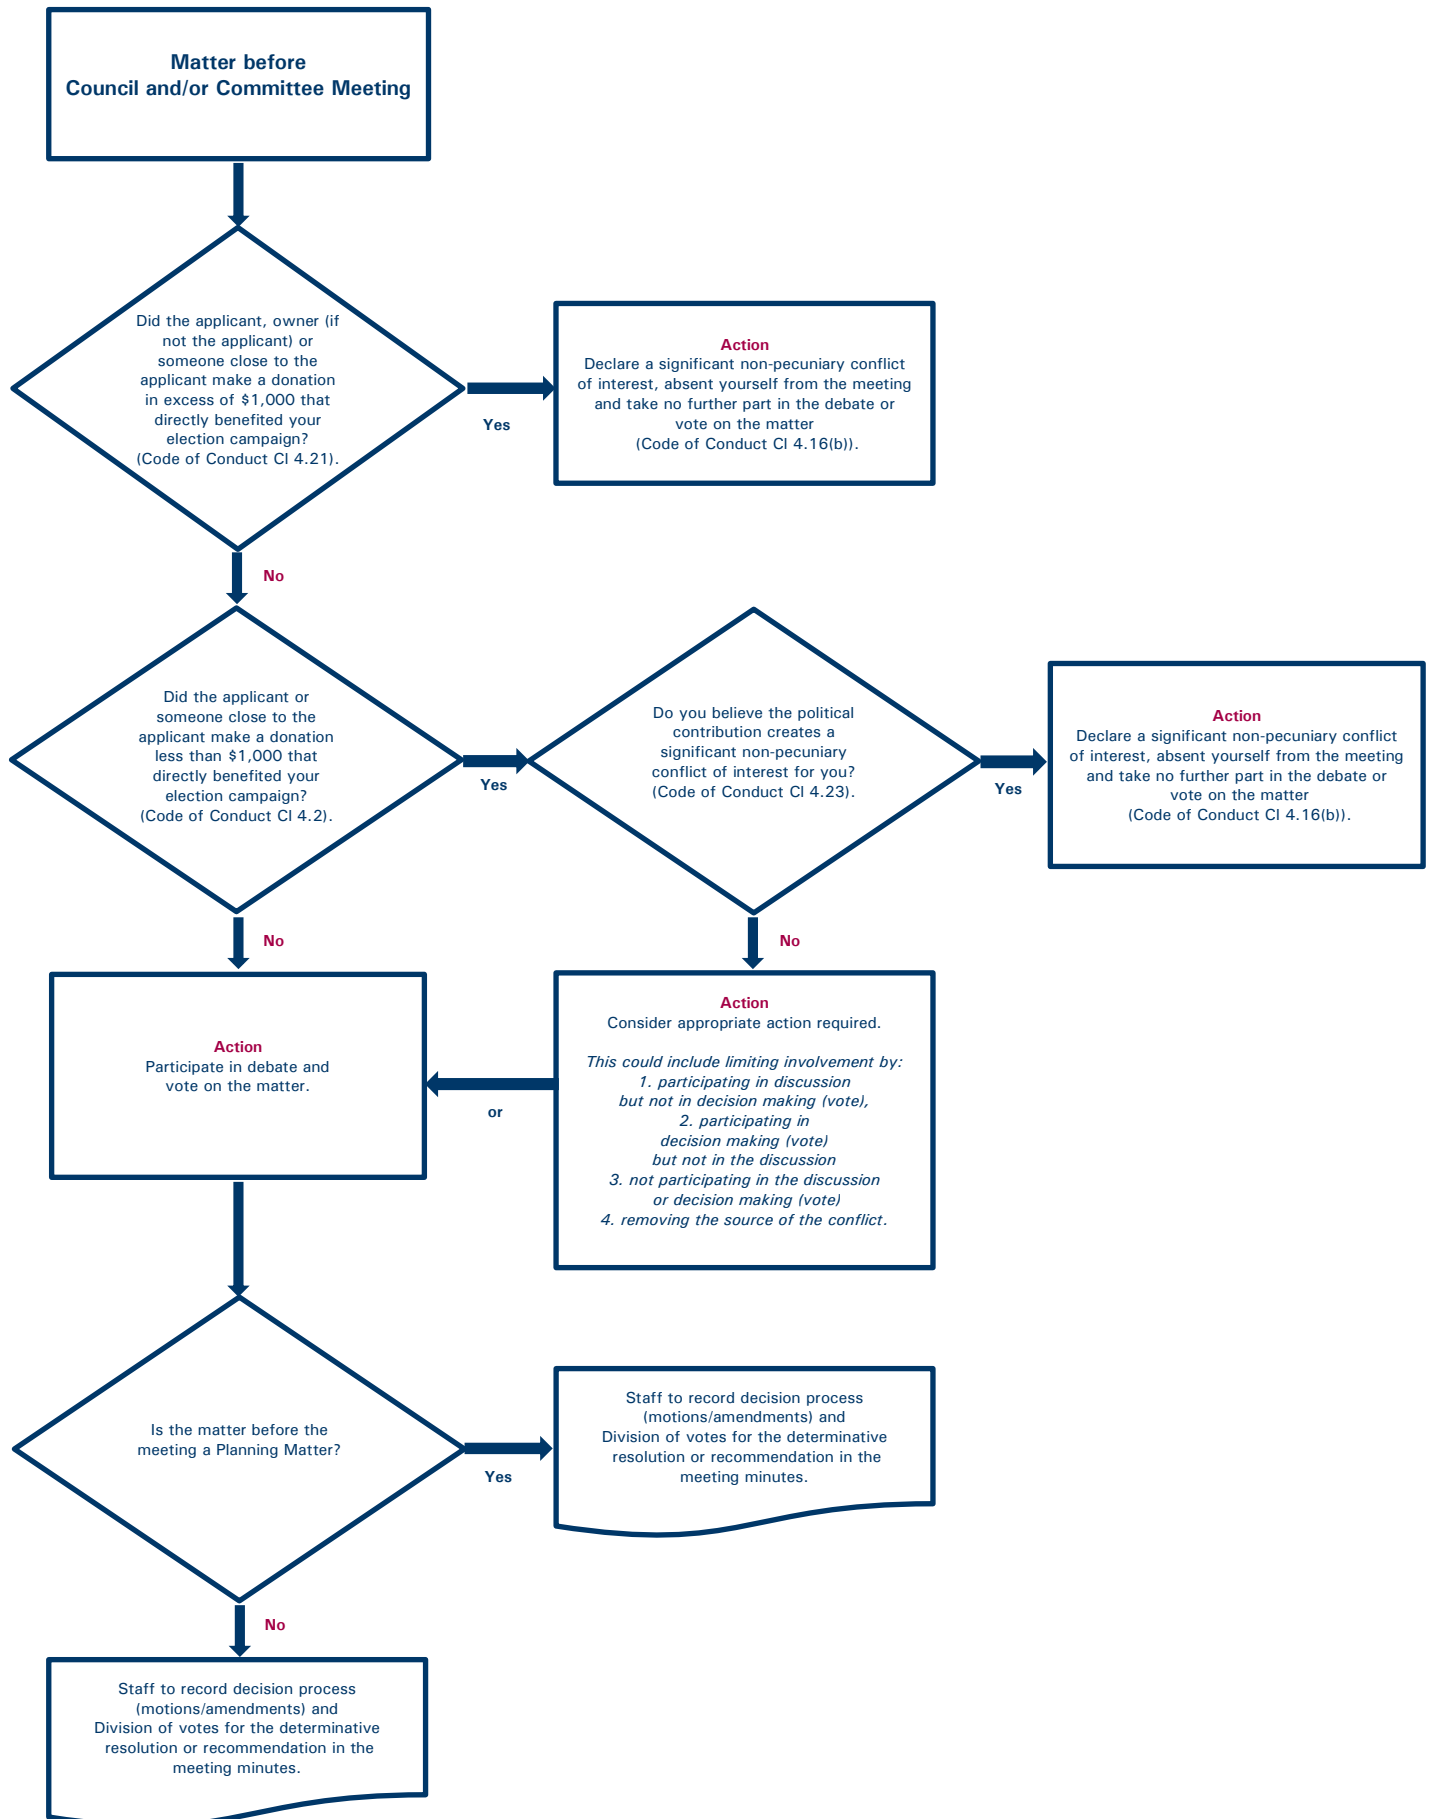 Matter before
Council and/or Committee Meeting
Did the applicant, owner (if
not the applicant) or
someone close to the
applicant make a donation
in excess of $1,000 that
directly benefited your
election campaign?
(Code of Conduct Cl 4.21).
Yes
Action
Declare a significant non-pecuniary conflict
of interest, absent yourself from the meeting
and take no further part in the debate or
vote on the matter
(Code of Conduct Cl 4.16(b)).
No
Did the applicant or
someone close to the
applicant make a donation
less than $1,000 that
directly benefited your
election campaign?
(Code of Conduct Cl 4.2).
Yes
Do you believe the political
contribution creates a
significant non-pecuniary
conflict of interest for you?
(Code of Conduct Cl 4.23).
Yes
Action
Declare a significant non-pecuniary conflict
of interest, absent yourself from the meeting
and take no further part in the debate or
vote on the matter
(Code of Conduct Cl 4.16(b)).
No
No
Action
Participate in debate and
vote on the matter.
or
Action
Consider appropriate action required.
This could include limiting involvement by:
1. participating in discussion
but not in decision making (vote),
2. participating in
decision making (vote)
but not in the discussion
3. not participating in the discussion
or decision making (vote)
4. removing the source of the conflict.
Is the matter before the
meeting a Planning Matter?
Yes
Staff to record decision process
(motions/amendments) and
Division of votes for the determinative
resolution or recommendation in the
meeting minutes.
No
Staff to record decision process
(motions/amendments) and
Division of votes for the determinative
resolution or recommendation in the
meeting minutes.